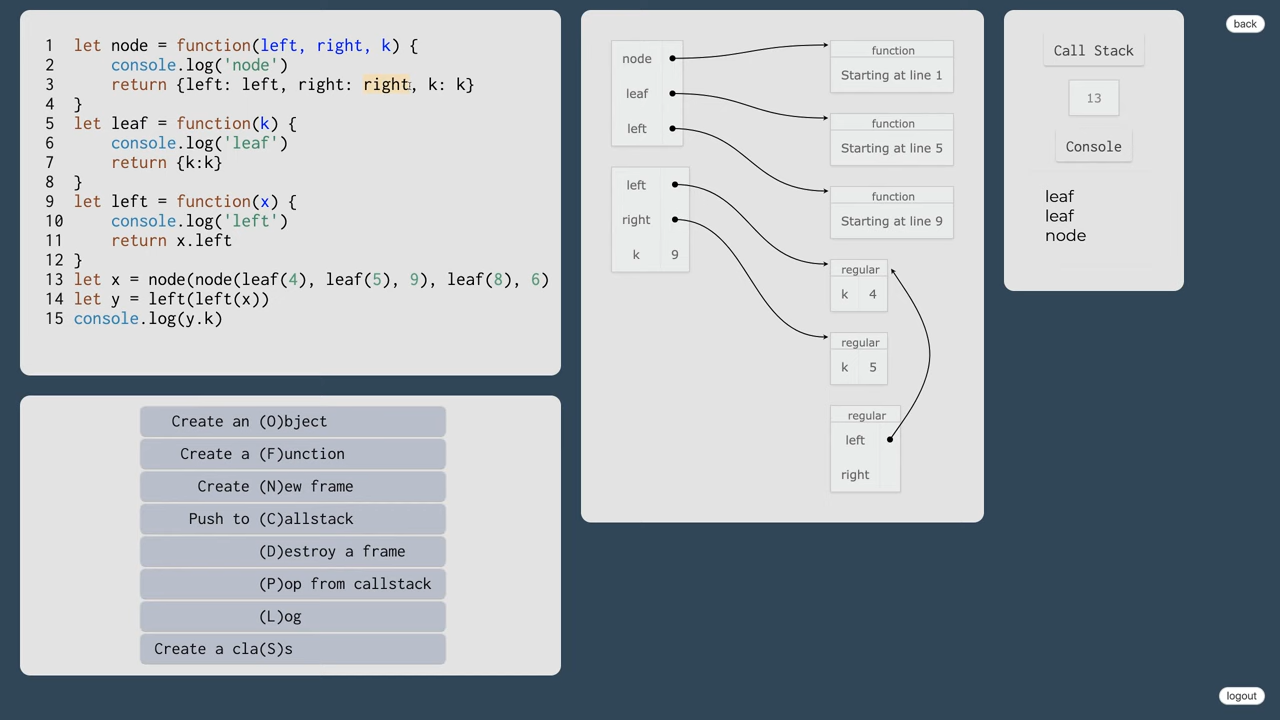 1 let node = function(left, right, k) {
2 console.log('node')
3 return {left: left, right: right, k: k}
4 }
5 let leaf = function(k) {
6 console.log('leaf')
7 return {k:k}
8 }
9 let left = function(x) {
10 console.log('left')
11 return x.left
12 }
13 let x = node(node(leaf(4), leaf(5), 9), leaf(8), 6)
14 let y = left(left(x))
15 console.log(y.k)
Create an (O)bject
Create a (F)unction
Create (N)ew frame
Push to (C)allstack
(D)estroy a frame
(P)op from callstack
(L)og
Create a cla(S)s
node
leaf
left
left
right
k 9
function
Starting at line 1
function
Starting at line 5
function
Starting at line 9
regular
k 4
regular
k 5
regular
left
right
Call Stack
13
Console
leaf
leaf
node
back
logout